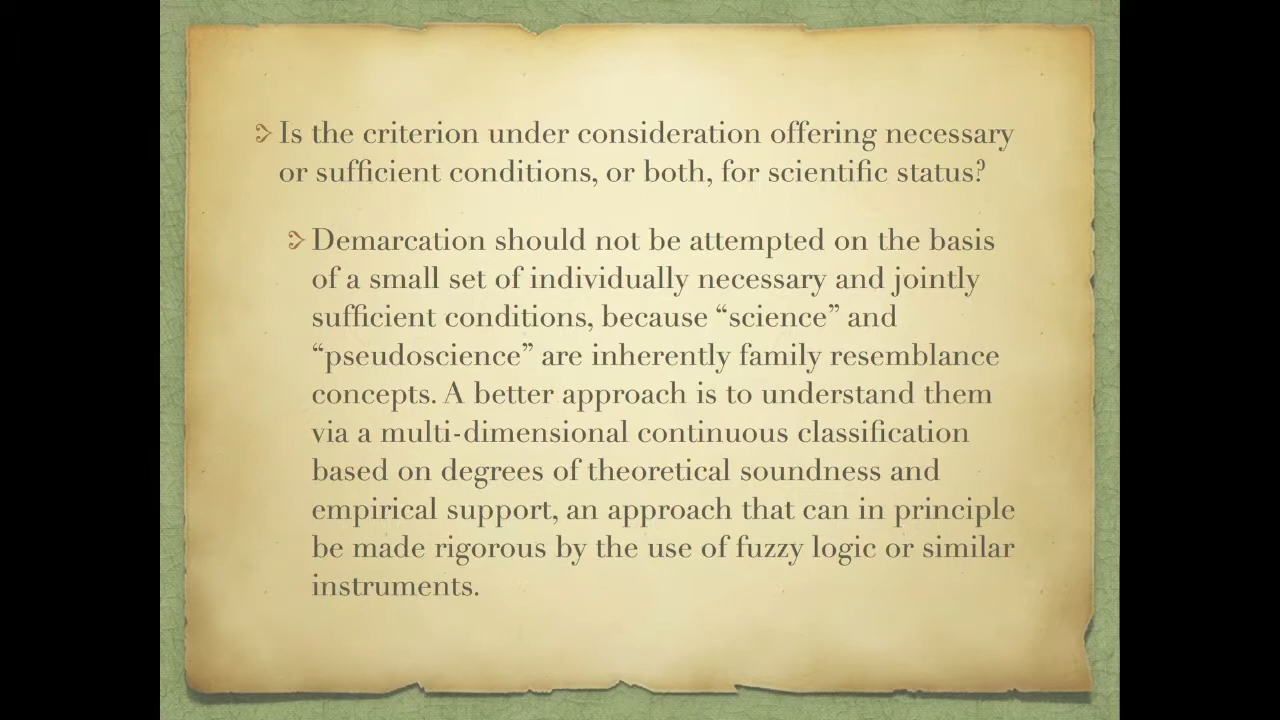 Is the criterion under consideration offering necessary
or sufficient conditions, or both, for scientific status?
Demarcation should not be attempted on the basis
of a small set of individually necessary and jointly
sufficient conditions, because “science” and
“pseudoscience” are inherently family resemblance
concepts. A better approach is to understand them
via a multi-dimensional continuous classification
based on degrees of theoretical soundness and
empirical support, an approach that can in principle
be made rigorous by the use of fuzzy logic or similar
instruments.